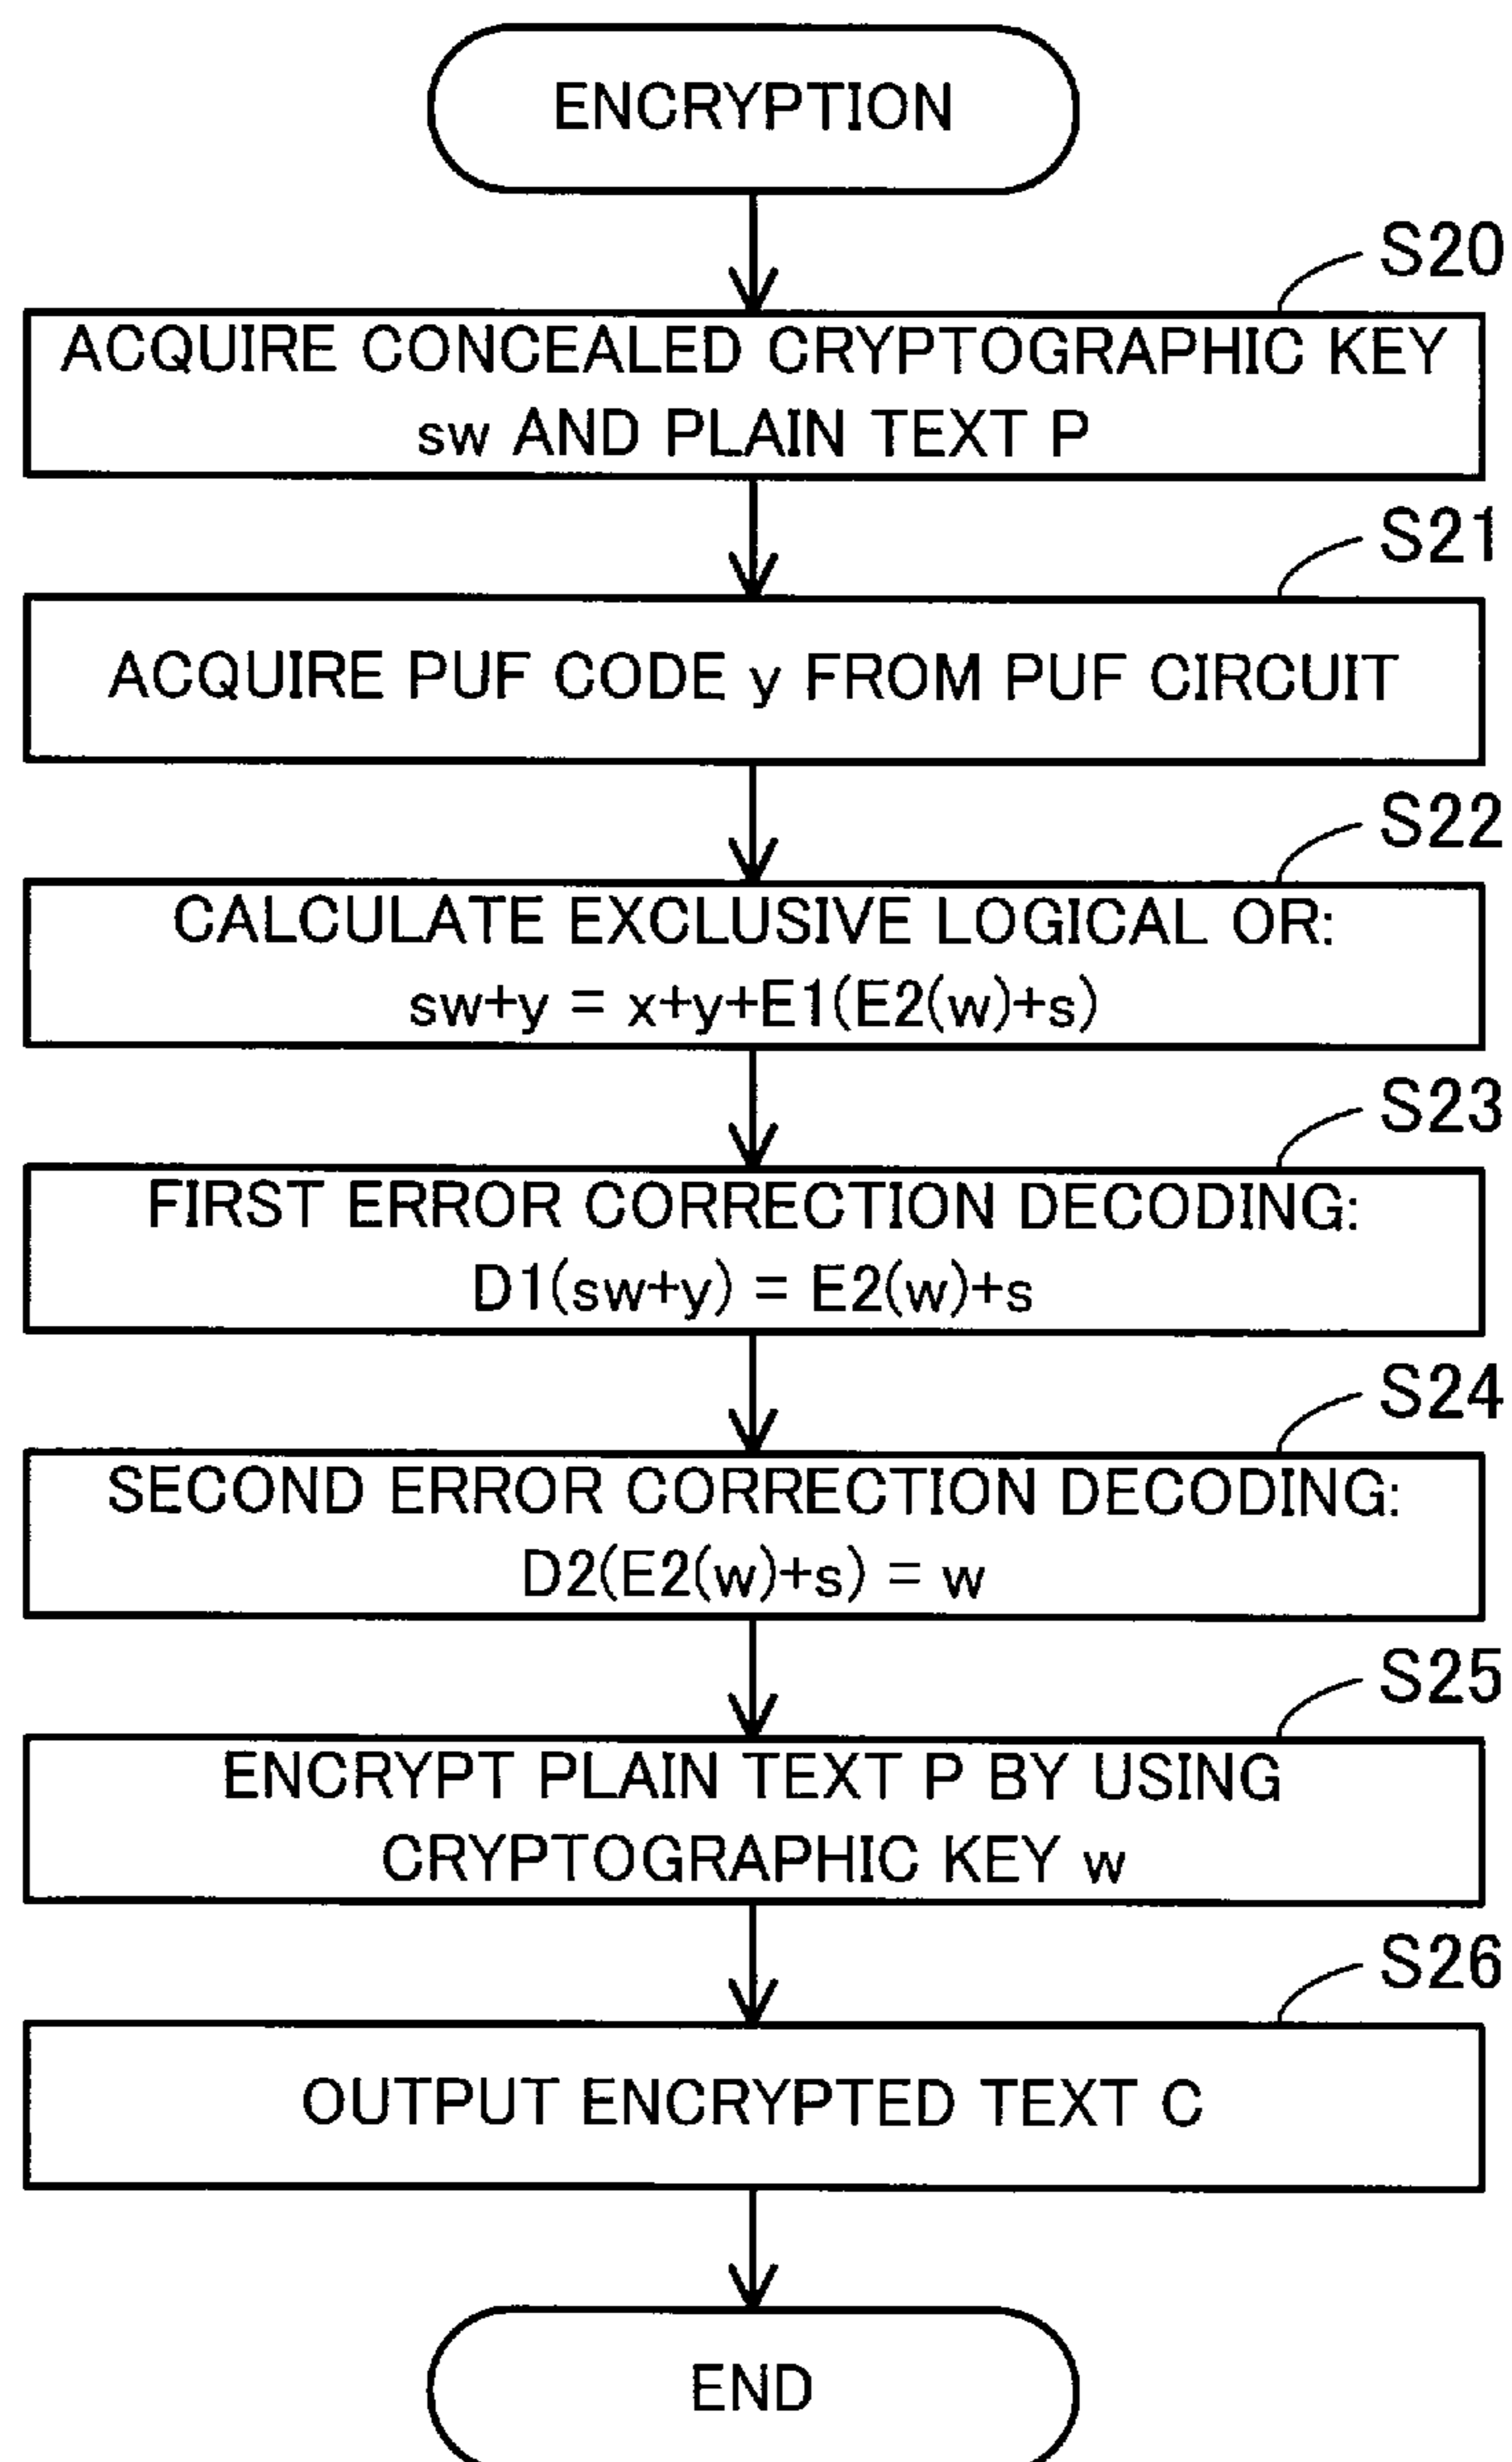 ENCRYPTION
S20
ACQUIRE CONCEALED CRYPTOGRAPHIC KEY
sw AND PLAIN TEXT P
S21
ACQUIRE PUF CODE y FROM PUF CIRCUIT
S22
CALCULATE EXCLUSIVE LOGICAL OR:
sw+y = x+y+E1(E2(w)+s)
S23
FIRST ERROR CORRECTION DECODING:
D1(sw+y) = E2(w)+s
S24
SECOND ERROR CORRECTION DECODING:
D2(E2(w)+s) = w
S25
ENCRYPT PLAIN TEXT P BY USING
CRYPTOGRAPHIC KEY w
S26
OUTPUT ENCRYPTED TEXT C
END